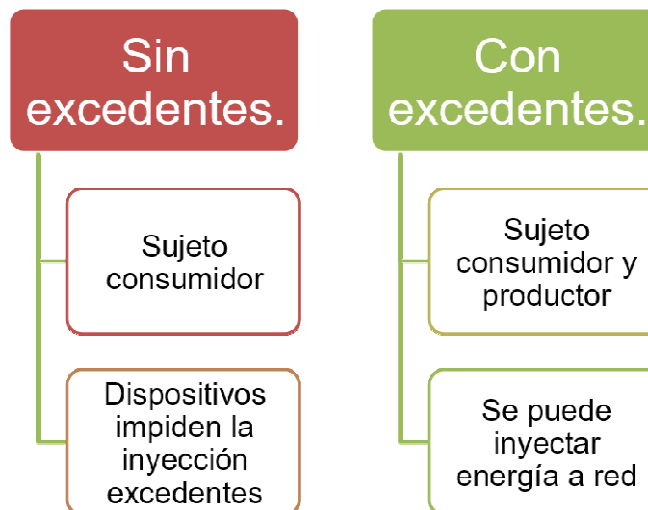 Sin
excedentes.
Sujeto
consumidor
Dispositivos
impiden la
inyección
excedentes
Con
excedentes.
Sujeto
consumidor y
productor
Se puede
inyectar
energía a red